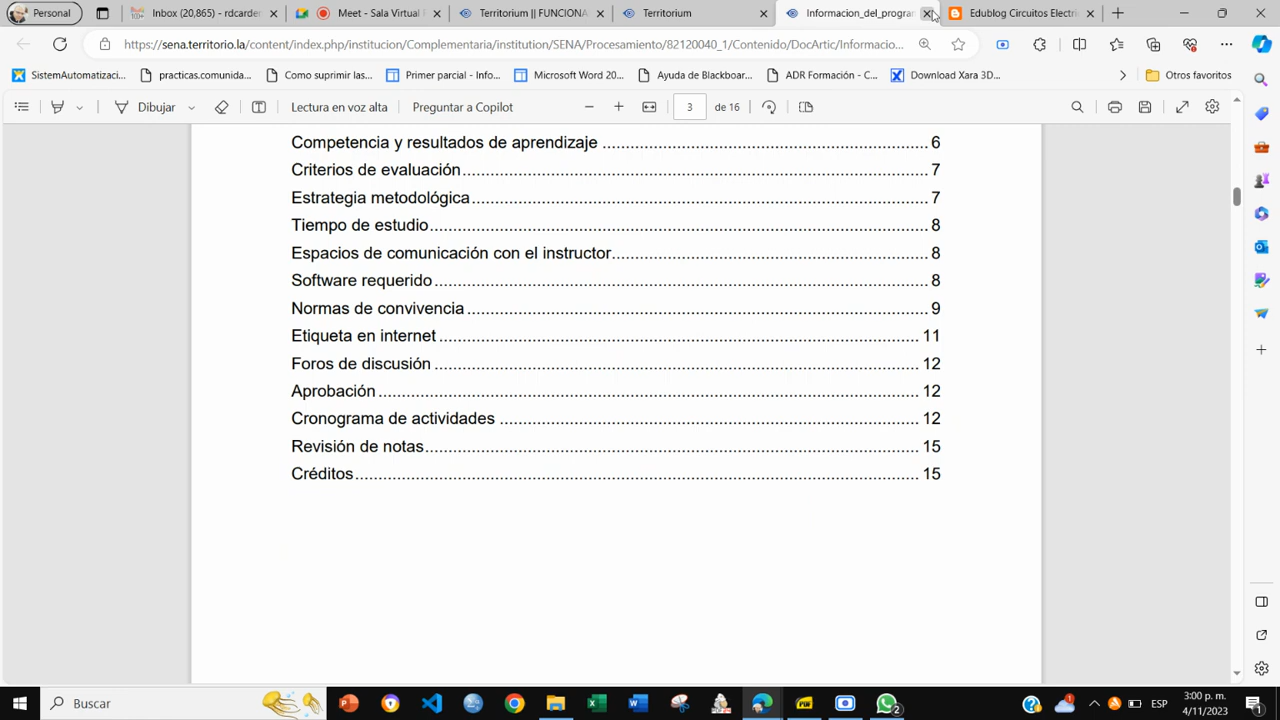 Personal
Inbox (20,865) - rdcarder
Meet - Sala Virtual
Territorium || FUNCIONA
Territorium
Informacion_del_program
Edublog Circuitos Electri
https://sena.territorio.la/content/index.php/institucion/Complementaria/institution/SENA/Procesamiento/82120040_1/Contenido/DocArtic/Informacio...
SistemAutomatizaci...
practicas.comunida...
Como suprimir las...
Primer parcial - Info...
Microsoft Word 20...
Ayuda de Blackboar...
ADR Formación - C...
Download Xara 3D...
Otros favoritos
Dibujar
Lectura en voz alta
Preguntar a Copilot
3
de 16
Competencia y resultados de aprendizaje ........ 6
Criterios de evaluación ........ 7
Estrategia metodológica ........ 7
Tiempo de estudio ........ 8
Espacios de comunicación con el instructor ........ 8
Software requerido ........ 8
Normas de convivencia ........ 9
Etiqueta en internet ........ 11
Foros de discusión ........ 12
Aprobación ........ 12
Cronograma de actividades ........ 12
Revisión de notas ........ 15
Créditos ........ 15
Buscar
ESP
3:00 p. m.
4/11/2023